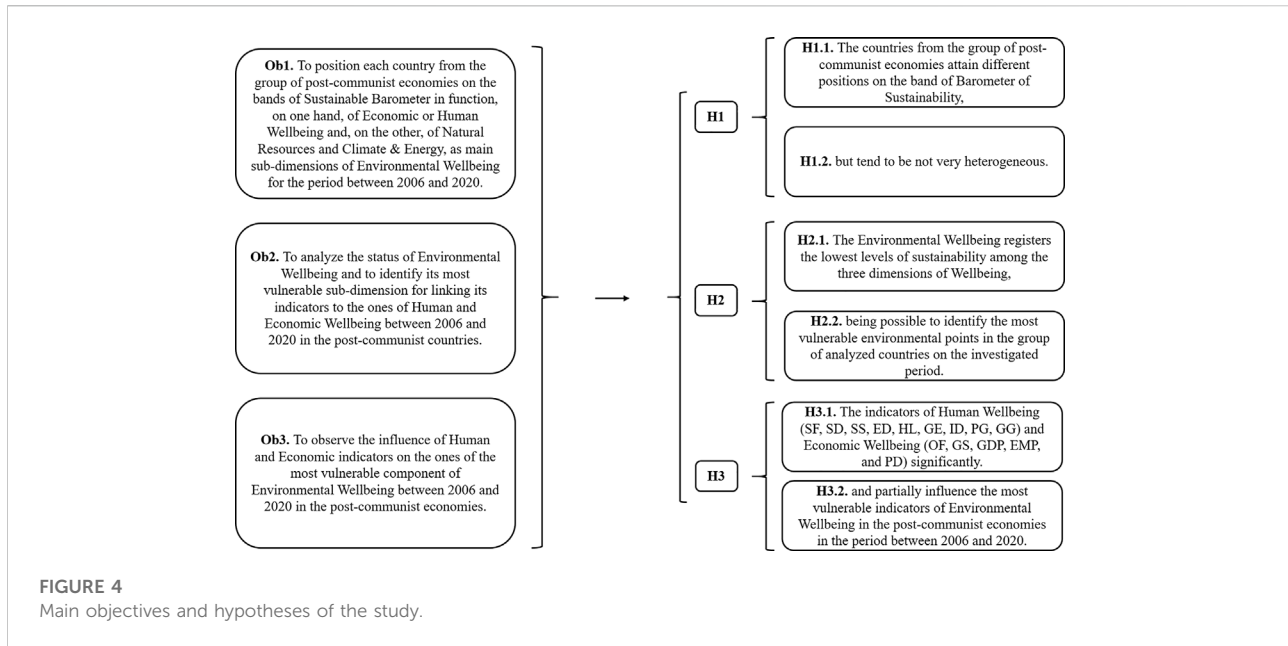 Ob1. To position each country from the
group of post-communist economies on the
bands of Sustainable Barometer in function,
on one hand, of Economic or Human
Wellbeing and, on the other, of Natural
Resources and Climate & Energy, as main
sub-dimensions of Environmental Wellbeing
for the period between 2006 and 2020.
Ob2. To analyze the status of Environmental
Wellbeing and to identify its most
vulnerable sub-dimension for linking its
indicators to the ones of Human and
Economic Wellbeing between 2006 and
2020 in the post-communist countries.
Ob3. To observe the influence of Human
and Economic indicators on the ones of the
most vulnerable component of
Environmental Wellbeing between 2006 and
2020 in the post-communist economies.
H1
H1.1. The countries from the group of post-
communist economies attain different
positions on the band of Barometer of
Sustainability,
H1.2. but tend to be not very heterogeneous.
H2
H2.1. The Environmental Wellbeing registers
the lowest levels of sustainability among the
three dimensions of Wellbeing,
H2.2. being possible to identify the most
vulnerable environmental points in the group
of analyzed countries on the investigated
period.
H3
H3.1. The indicators of Human Wellbeing
(SF, SD, SS, ED, HL, GE, ID, PG, GG) and
Economic Wellbeing (OF, GS, GDP, EMP,
and PD) significantly.
H3.2. and partially influence the most
vulnerable indicators of Environmental
Wellbeing in the post-communist economies
in the period between 2006 and 2020.
FIGURE 4
Main objectives and hypotheses of the study.